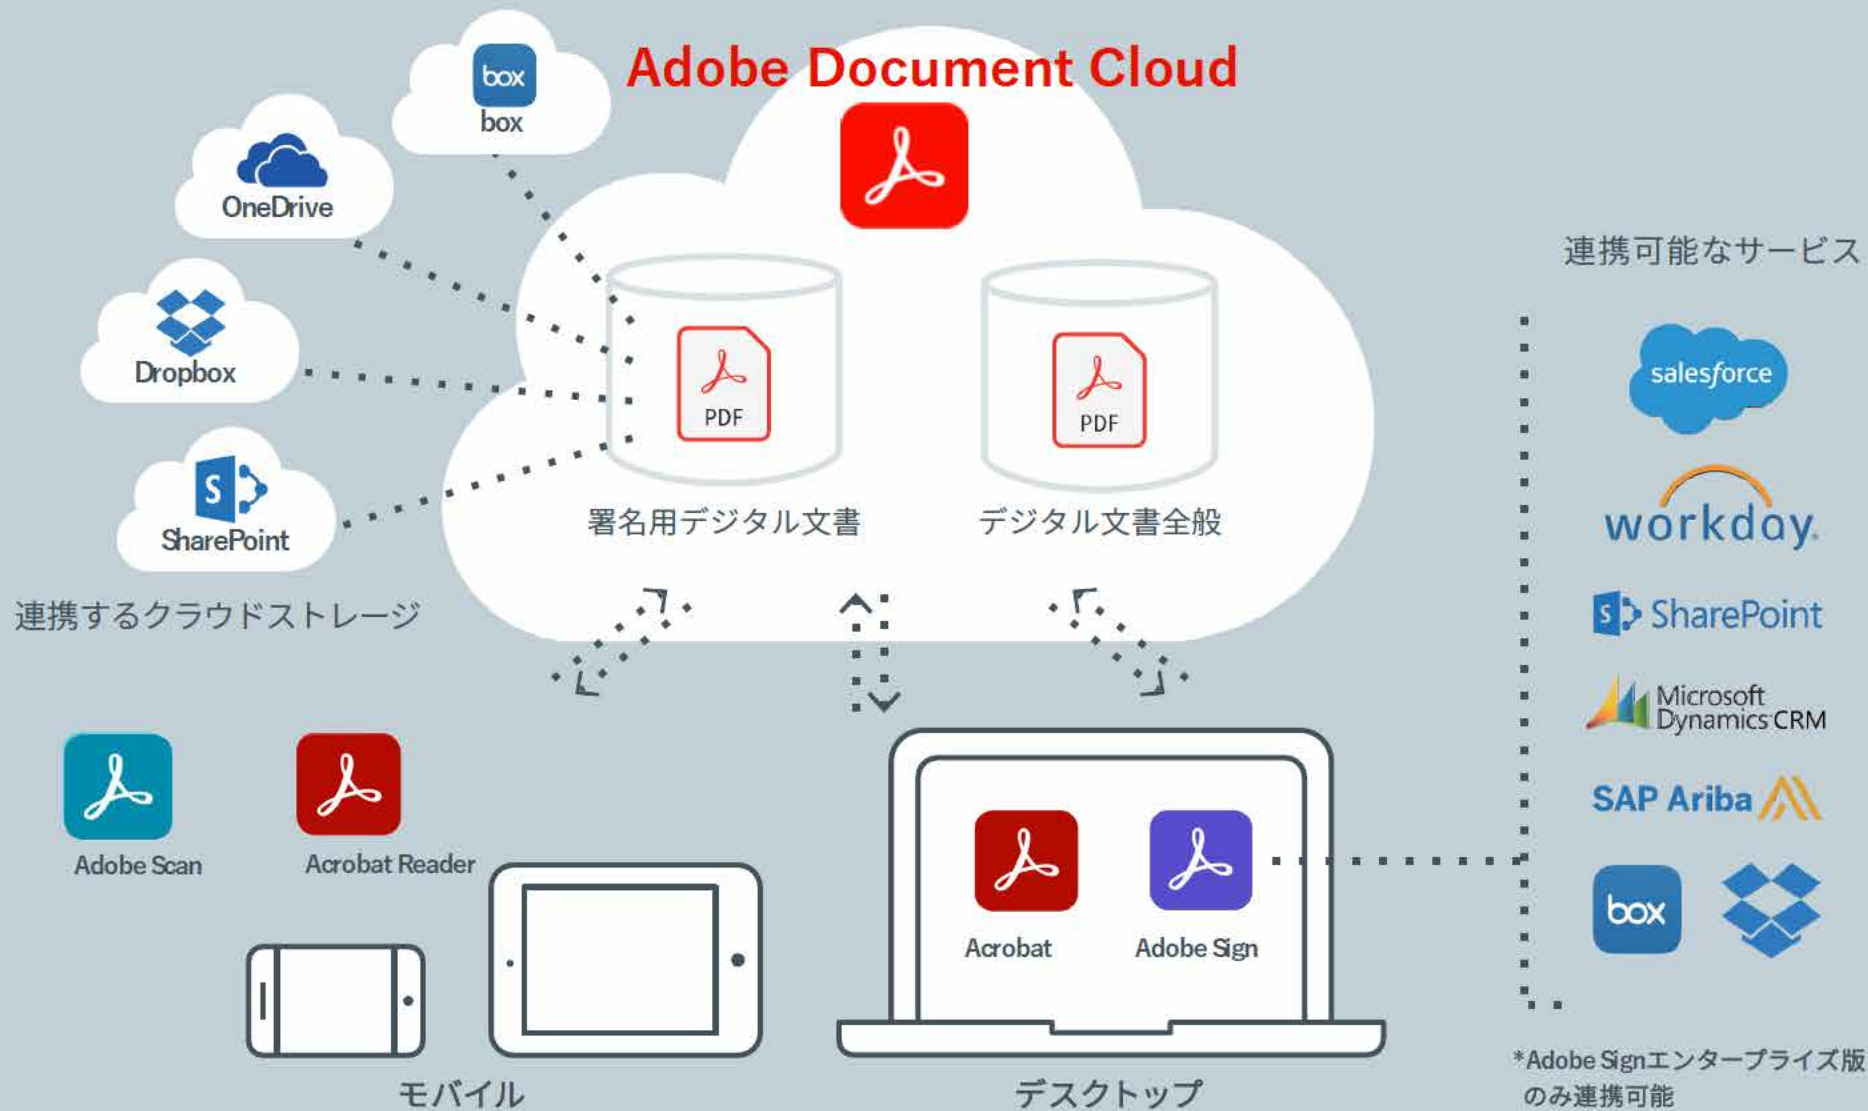 Adobe Document Cloud
box
box
OneDrive
Dropbox
SharePoint
連携するクラウドストレージ
PDF
署名用デジタル文書
PDF
デジタル文書全般
連携可能なサービス
salesforce
workday.
SharePoint
Microsoft
Dynamics CRM
SAP Ariba
box
Adobe Scan
Acrobat Reader
Acrobat
Adobe Sign
モバイル
デスクトップ
*Adobe Signエンタープライズ版
のみ連携可能